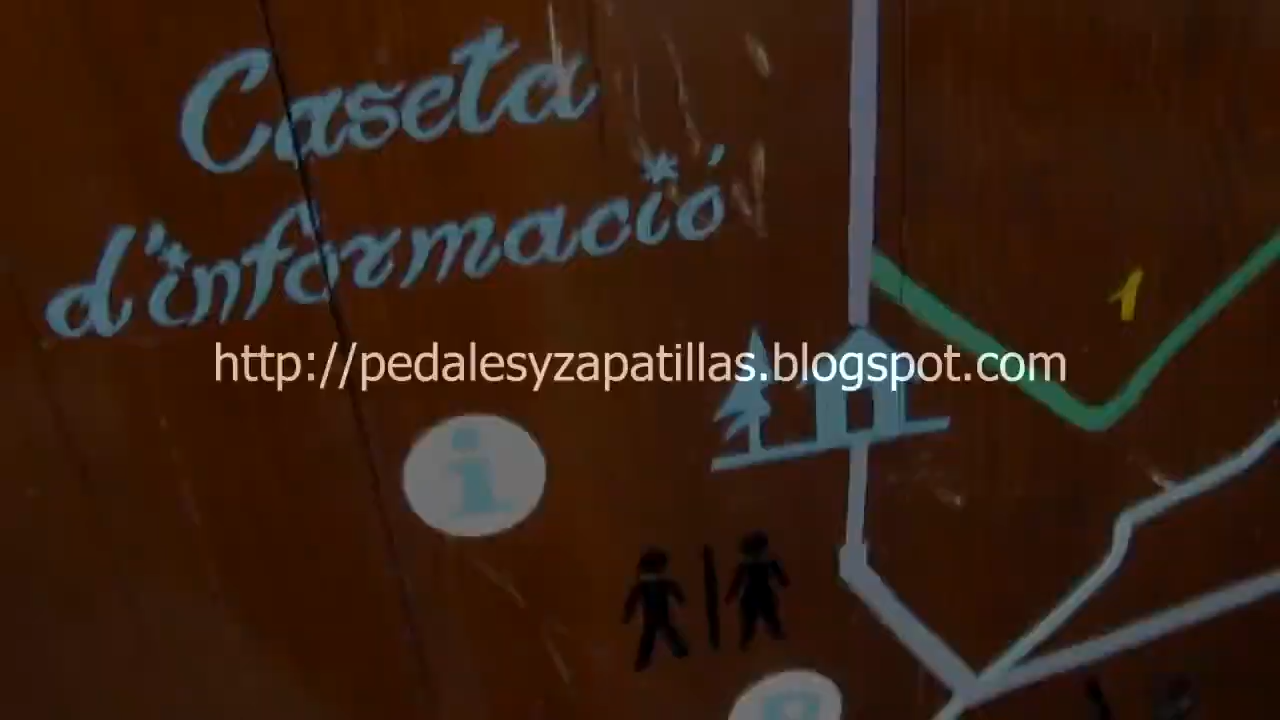 Caseta
d'informació
1
http://pedalesyzapatillas.blogspot.com
i